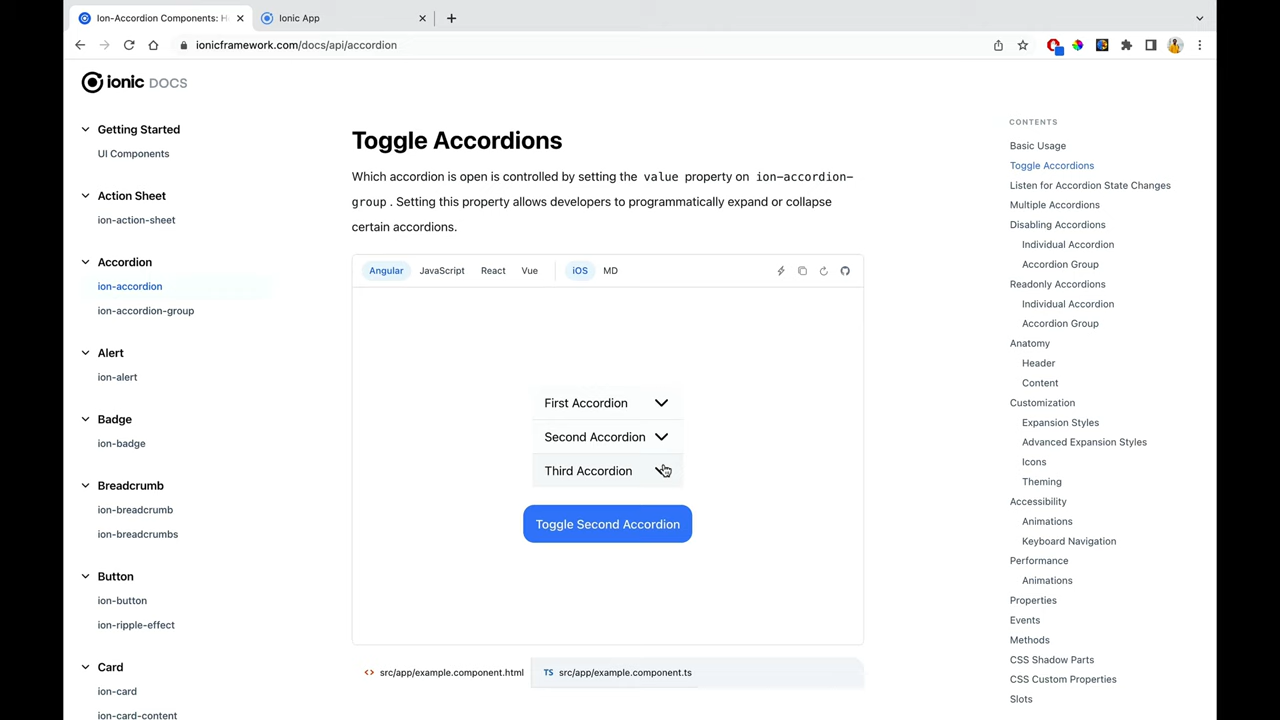 Ion-Accordion Components: H
Ionic App
ionicframework.com/docs/api/accordion
ionic DOCS
Getting Started
UI Components
Action Sheet
ion-action-sheet
Accordion
ion-accordion
ion-accordion-group
Alert
ion-alert
Badge
ion-badge
Breadcrumb
ion-breadcrumb
ion-breadcrumbs
Button
ion-button
ion-ripple-effect
Card
ion-card
ion-card-content
Toggle Accordions
Which accordion is open is controlled by setting the value property on ion-accordion-
group . Setting this property allows developers to programmatically expand or collapse
certain accordions.
Angular JavaScript React Vue iOS MD
First Accordion
Second Accordion
Third Accordion
Toggle Second Accordion
<> src/app/example.component.html TS src/app/example.component.ts
CONTENTS
Basic Usage
Toggle Accordions
Listen for Accordion State Changes
Multiple Accordions
Disabling Accordions
Individual Accordion
Accordion Group
Readonly Accordions
Individual Accordion
Accordion Group
Anatomy
Header
Content
Customization
Expansion Styles
Advanced Expansion Styles
Icons
Theming
Accessibility
Animations
Keyboard Navigation
Performance
Animations
Properties
Events
Methods
CSS Shadow Parts
CSS Custom Properties
Slots